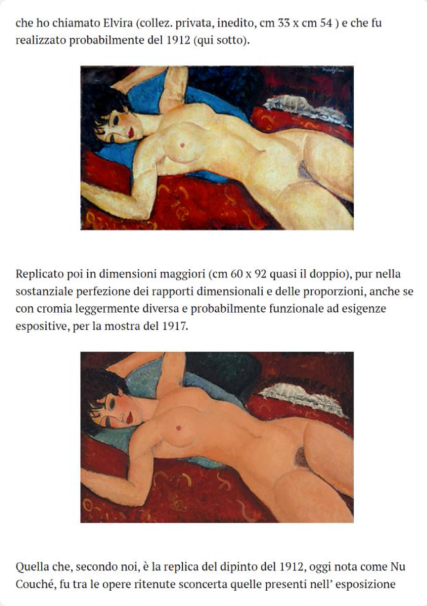 che ho chiamato Elvira (collez. privata, inedito, cm 33 x cm 54 ) e che fu
realizzato probabilmente del 1912 (qui sotto).
Replicato poi in dimensioni maggiori (cm 60 x 92 quasi il doppio), pur nella
sostanziale perfezione dei rapporti dimensionali e delle proporzioni, anche se
con cromia leggermente diversa e probabilmente funzionale ad esigenze
espositive, per la mostra del 1917.
Quella che, secondo noi, è la replica del dipinto del 1912, oggi nota come Nu
Couché, fu tra le opere ritenute sconcerta quelle presenti nell' esposizione